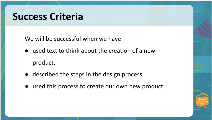 Success Criteria
We will be successful when we have
● used text to think about the creation of a new
product.
● described the steps in the design process
● used this process to create our own new product